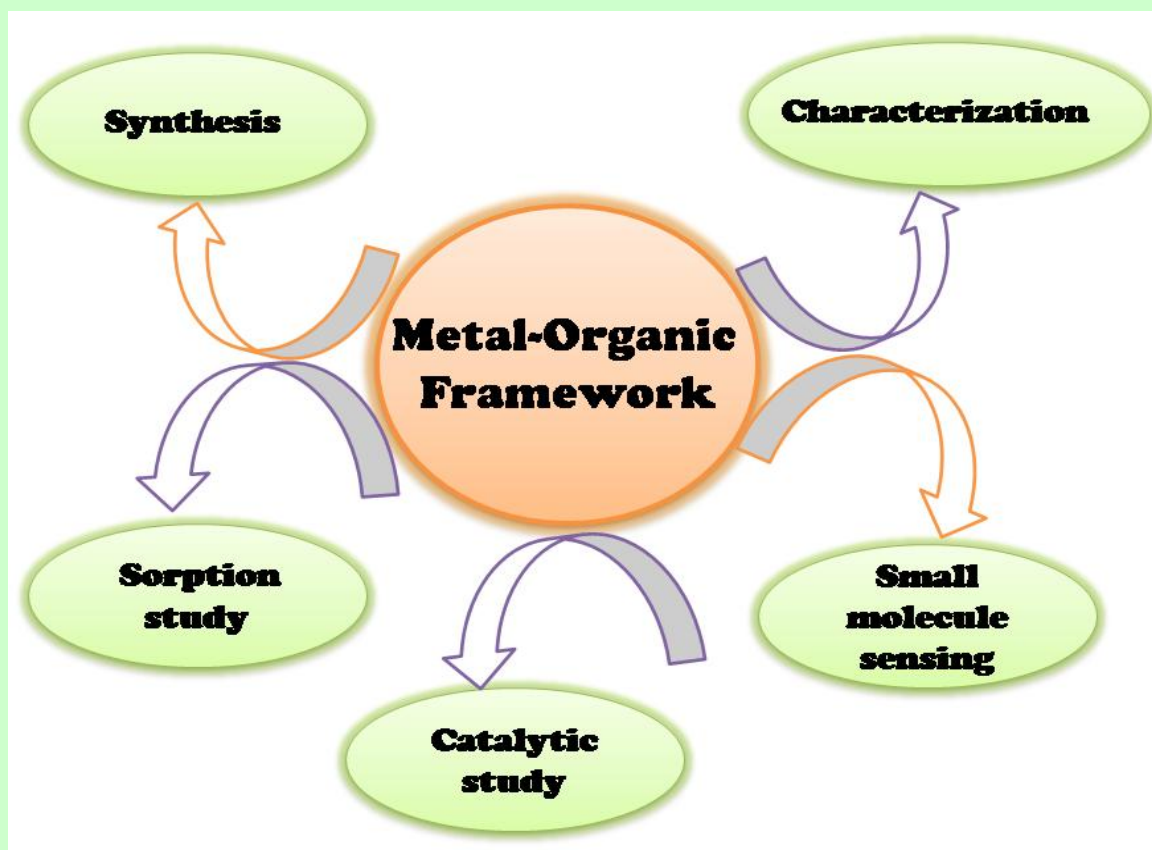 Synthesis
Characterization
Metal-Organic
Framework
Sorption
study
Small
molecule
sensing
Catalytic
study